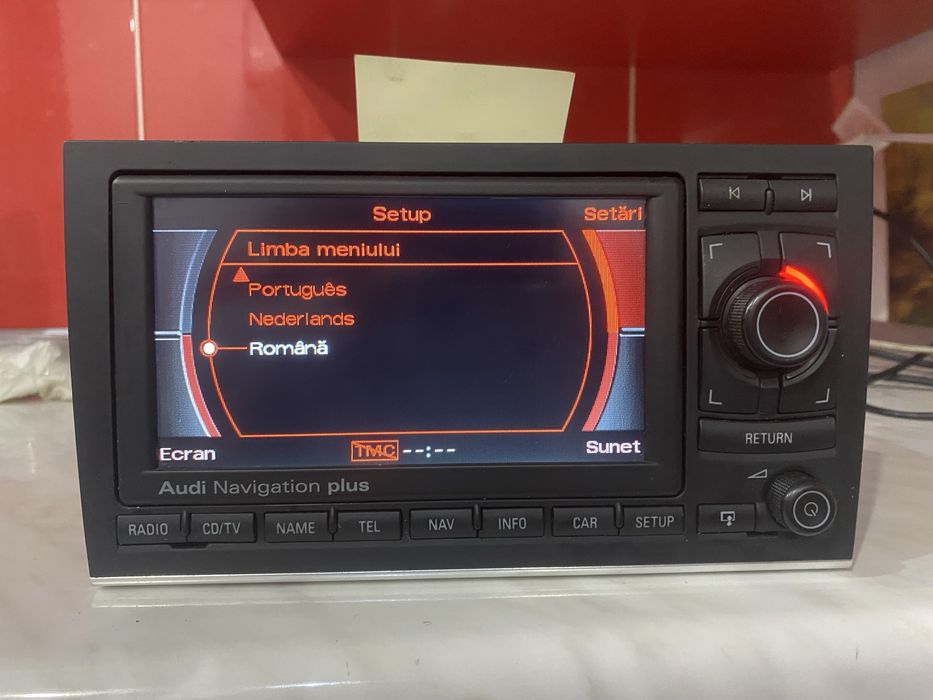 Setup
Setări
Limba meniului
Português
Nederlands
Română
Ecran
TMC --:--
Sunet
Audi Navigation plus
RETURN
RADIO
CD/TV
NAME
TEL
NAV
INFO
CAR
SETUP